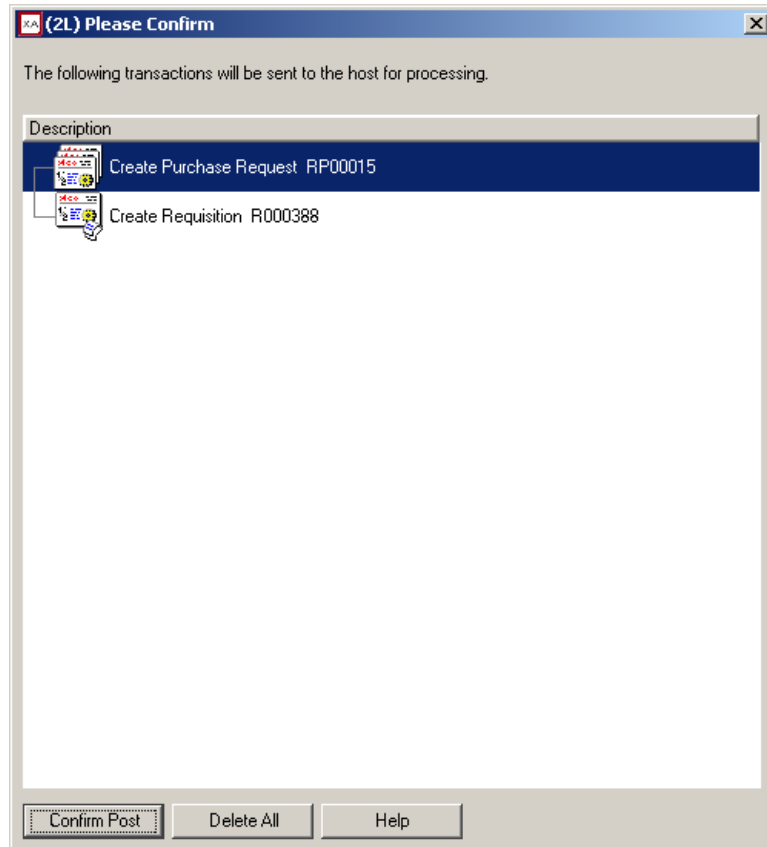 XA (2L) Please Confirm
The following transactions will be sent to the host for processing.
Description
Create Purchase Request RP00015
Create Requisition R000388
Confirm Post Delete All Help